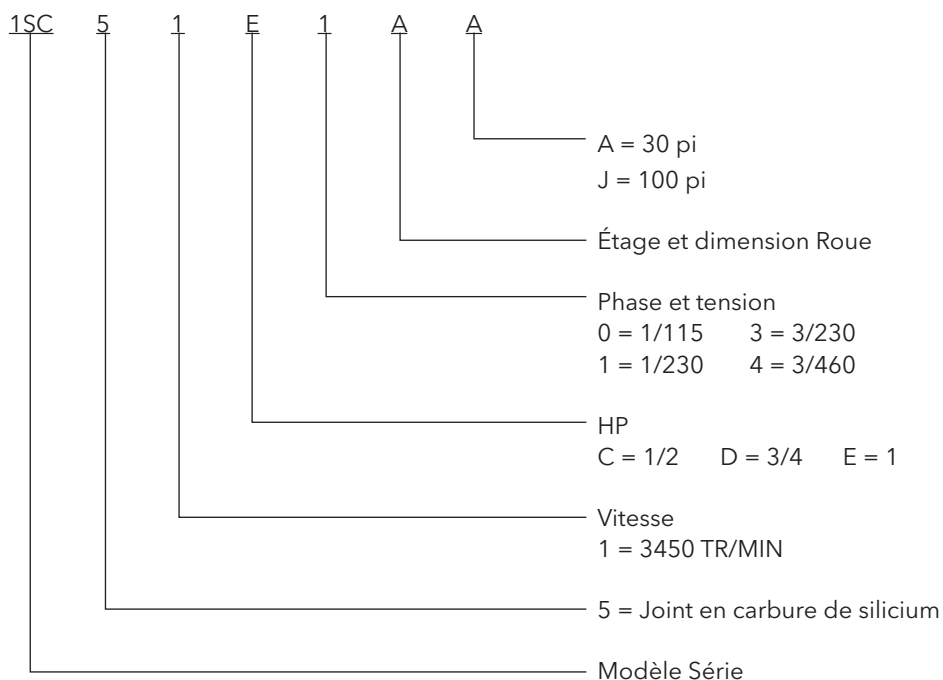 1SC 5 1 E 1 A A
A = 30 pi
J = 100 pi
Étage et dimension Roue
Phase et tension
0 = 1/115 3 = 3/230
1 = 1/230 4 = 3/460
HP
C = 1/2 D = 3/4 E = 1
Vitesse
1 = 3450 TR/MIN
5 = Joint en carbure de silicium
Modèle Série